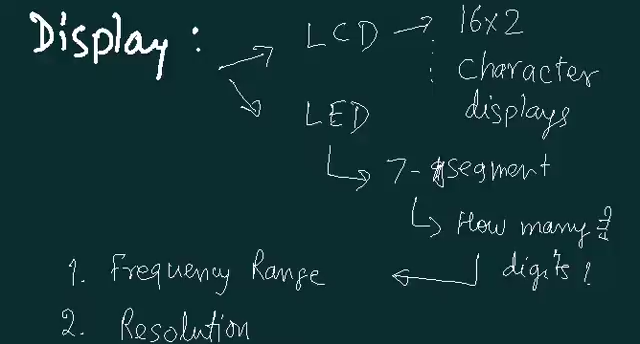 Display :
LCD → 16x2
: character
displays
LED
7-segment
How many
digits ?
1. Frequency Range
2. Resolution